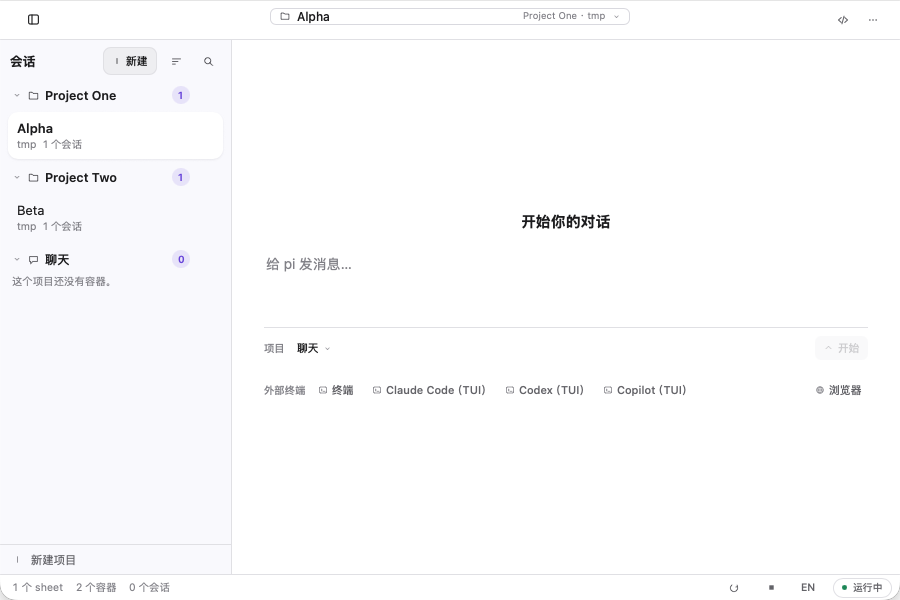 Alpha
Project One · tmp
会话
新建
Project One
1
Alpha
tmp 1 个会话
Project Two
1
Beta
tmp 1 个会话
聊天
0
这个项目还没有容器。
开始你的对话
给 pi 发消息...
项目 聊天
开始
外部终端 终端 Claude Code (TUI) Codex (TUI) Copilot (TUI) 浏览器
新建项目
1 个 sheet 2 个容器 0 个会话
EN
运行中